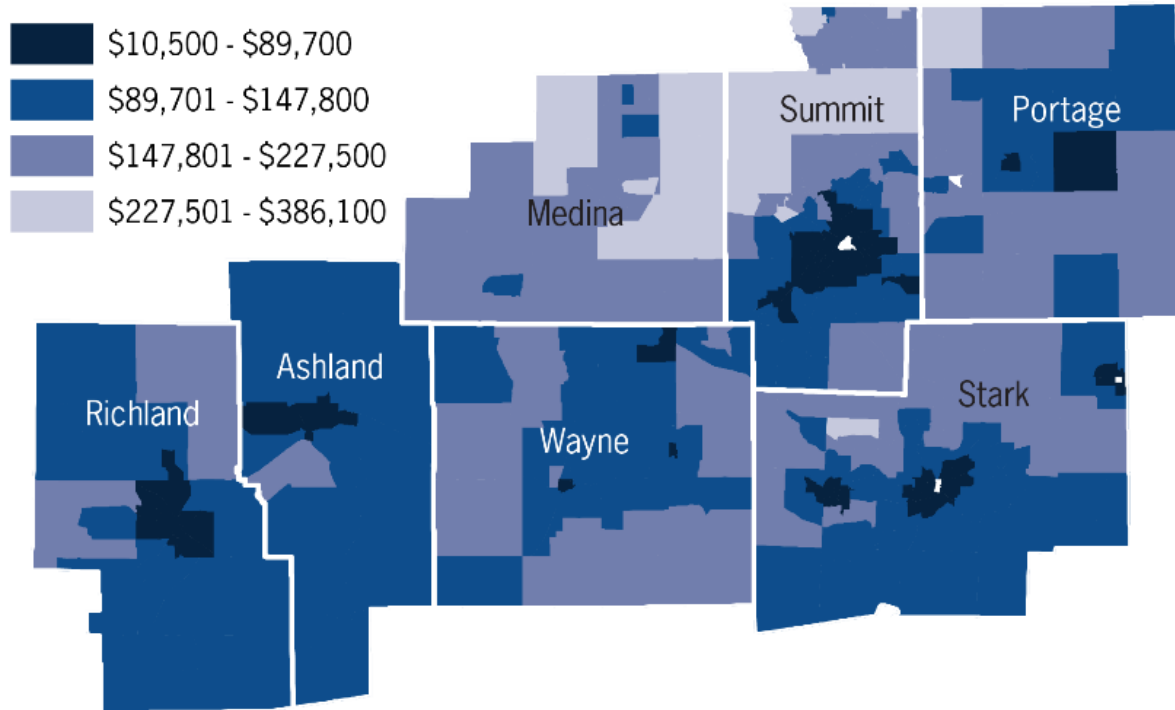 $10,500 - $89,700
$89,701 - $147,800
$147,801 - $227,500
$227,501 - $386,100
Summit
Portage
Medina
Ashland
Richland
Wayne
Stark